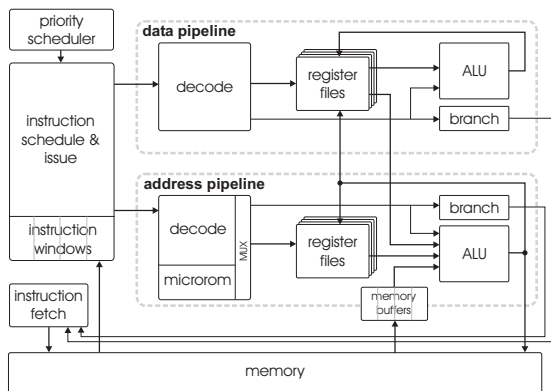 priority
scheduler
data pipeline
instruction
schedule &
issue
decode
register
files
ALU
branch
address pipeline
instruction
windows
decode
microrom
MUX
register
files
branch
ALU
instruction
fetch
memory
buffers
memory